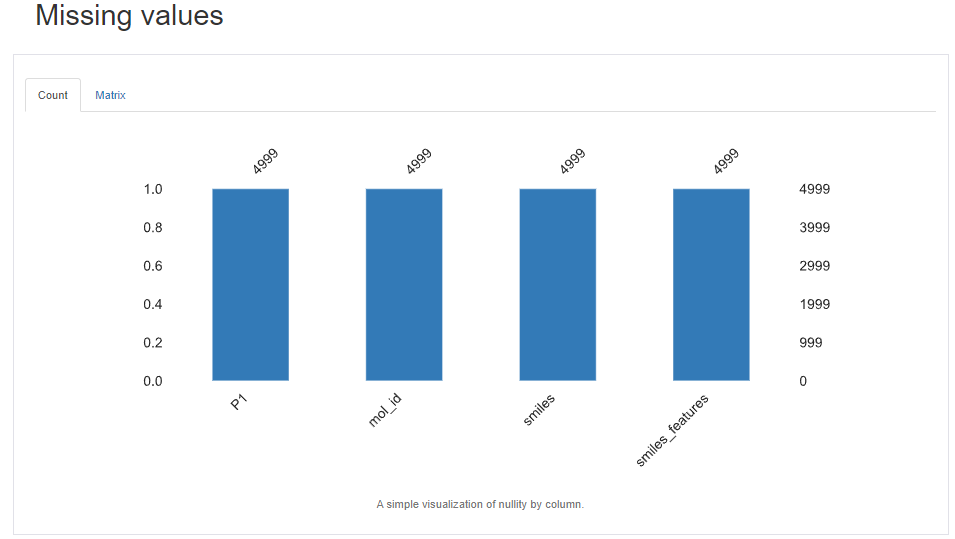 Missing values
Count Matrix
4999 4999 4999 4999
1.0 4999
0.8 3999
0.6 2999
0.4 1999
0.2 999
0.0 0
P1 mol_id smiles smiles_features
A simple visualization of nullity by column.